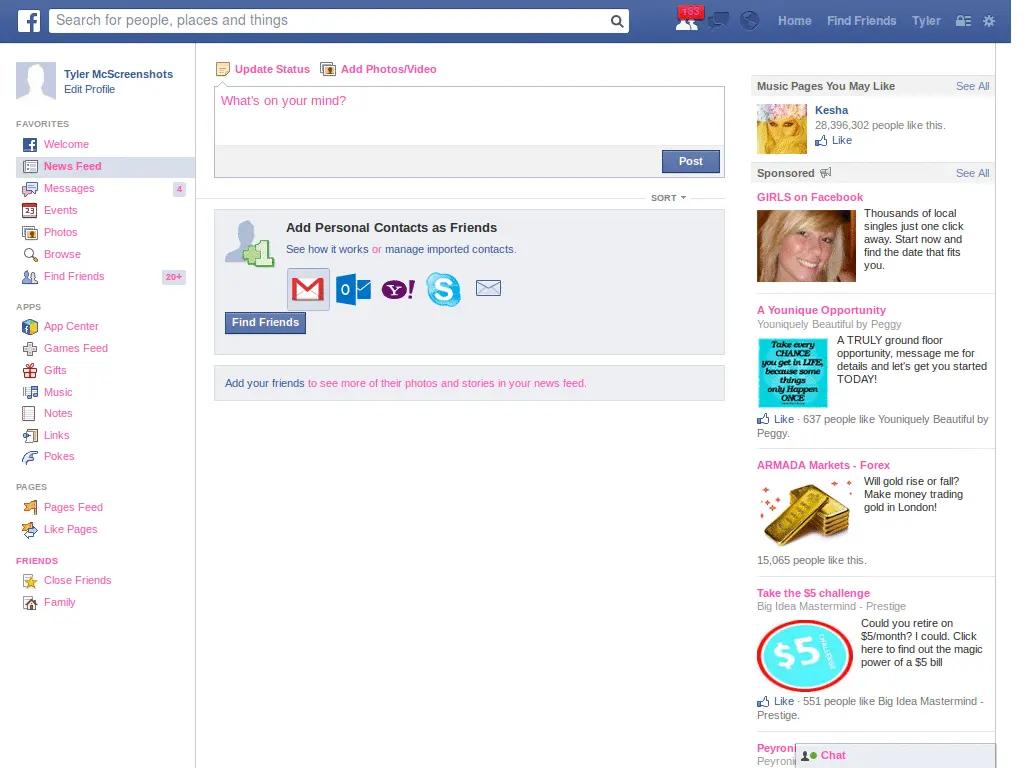 Search for people, places and things
183
Home
Find Friends
Tyler
Tyler McScreenshots
Edit Profile
FAVORITES
Welcome
News Feed
Messages
4
Events
23
Photos
Browse
Find Friends
20+
APPS
App Center
Games Feed
Gifts
Music
Notes
Links
Pokes
PAGES
Pages Feed
Like Pages
FRIENDS
Close Friends
Family
Update Status
Add Photos/Video
What's on your mind?
Post
SORT
Add Personal Contacts as Friends
See how it works or manage imported contacts.
Find Friends
Add your friends to see more of their photos and stories in your news feed.
Music Pages You May Like
See All
Kesha
28,396,302 people like this.
Like
Sponsored
See All
GIRLS on Facebook
Thousands of local
singles just one click
away. Start now and
find the date that fits
you.
A Younique Opportunity
Youniquely Beautiful by Peggy
Take every
CHANCE
you get in LIFE,
because some
things
only Happen
ONCE
A TRULY ground floor
opportunity, message me for
details and let's get you started
TODAY!
Like · 637 people like Youniquely Beautiful by
Peggy.
ARMADA Markets - Forex
Will gold rise or fall?
Make money trading
gold in London!
15,065 people like this.
Take the $5 challenge
Big Idea Mastermind - Prestige
$5
CHALLENGE
Could you retire on
$5/month? I could. Click
here to find out the magic
power of a $5 bill
Like · 551 people like Big Idea Mastermind -
Prestige.
Peyroni
Peyroni
Chat